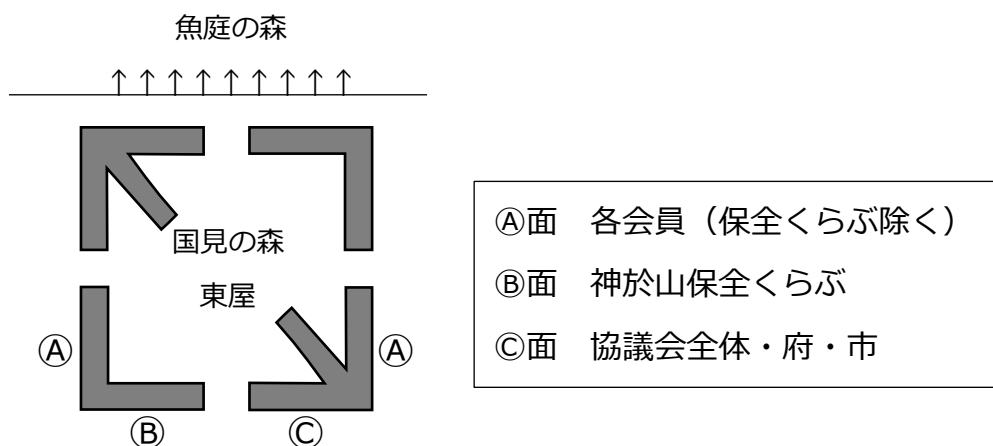 魚庭の森
国見の森
東屋
Ⓐ
Ⓐ
Ⓑ
Ⓒ
Ⓐ面　各会員（保全くらぶ除く）
Ⓑ面　神於山保全くらぶ
Ⓒ面　協議会全体・府・市